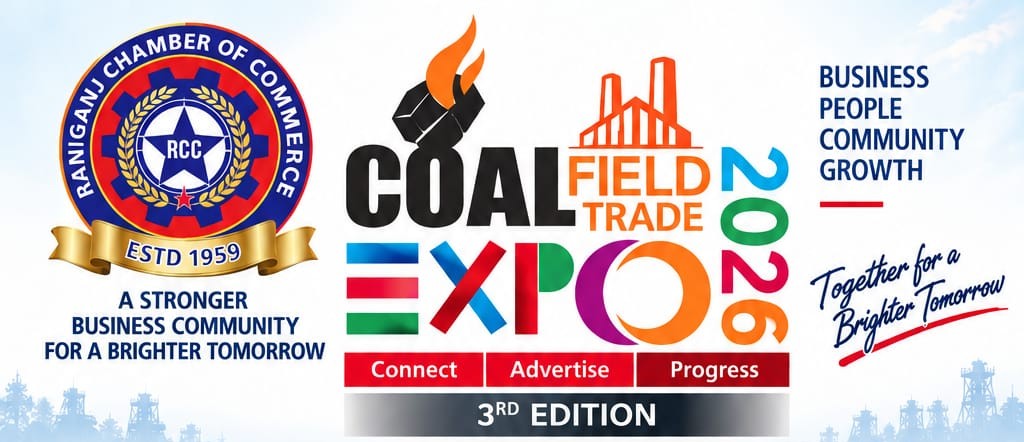 RANIGANJ CHAMBER OF COMMERCE
RCC
ESTD 1959
A STRONGER
BUSINESS COMMUNITY
FOR A BRIGHTER TOMORROW
COAL
FIELD
TRADE
EXPO
2026
Connect
Advertise
Progress
3RD EDITION
BUSINESS
PEOPLE
COMMUNITY
GROWTH
Together for a
Brighter Tomorrow